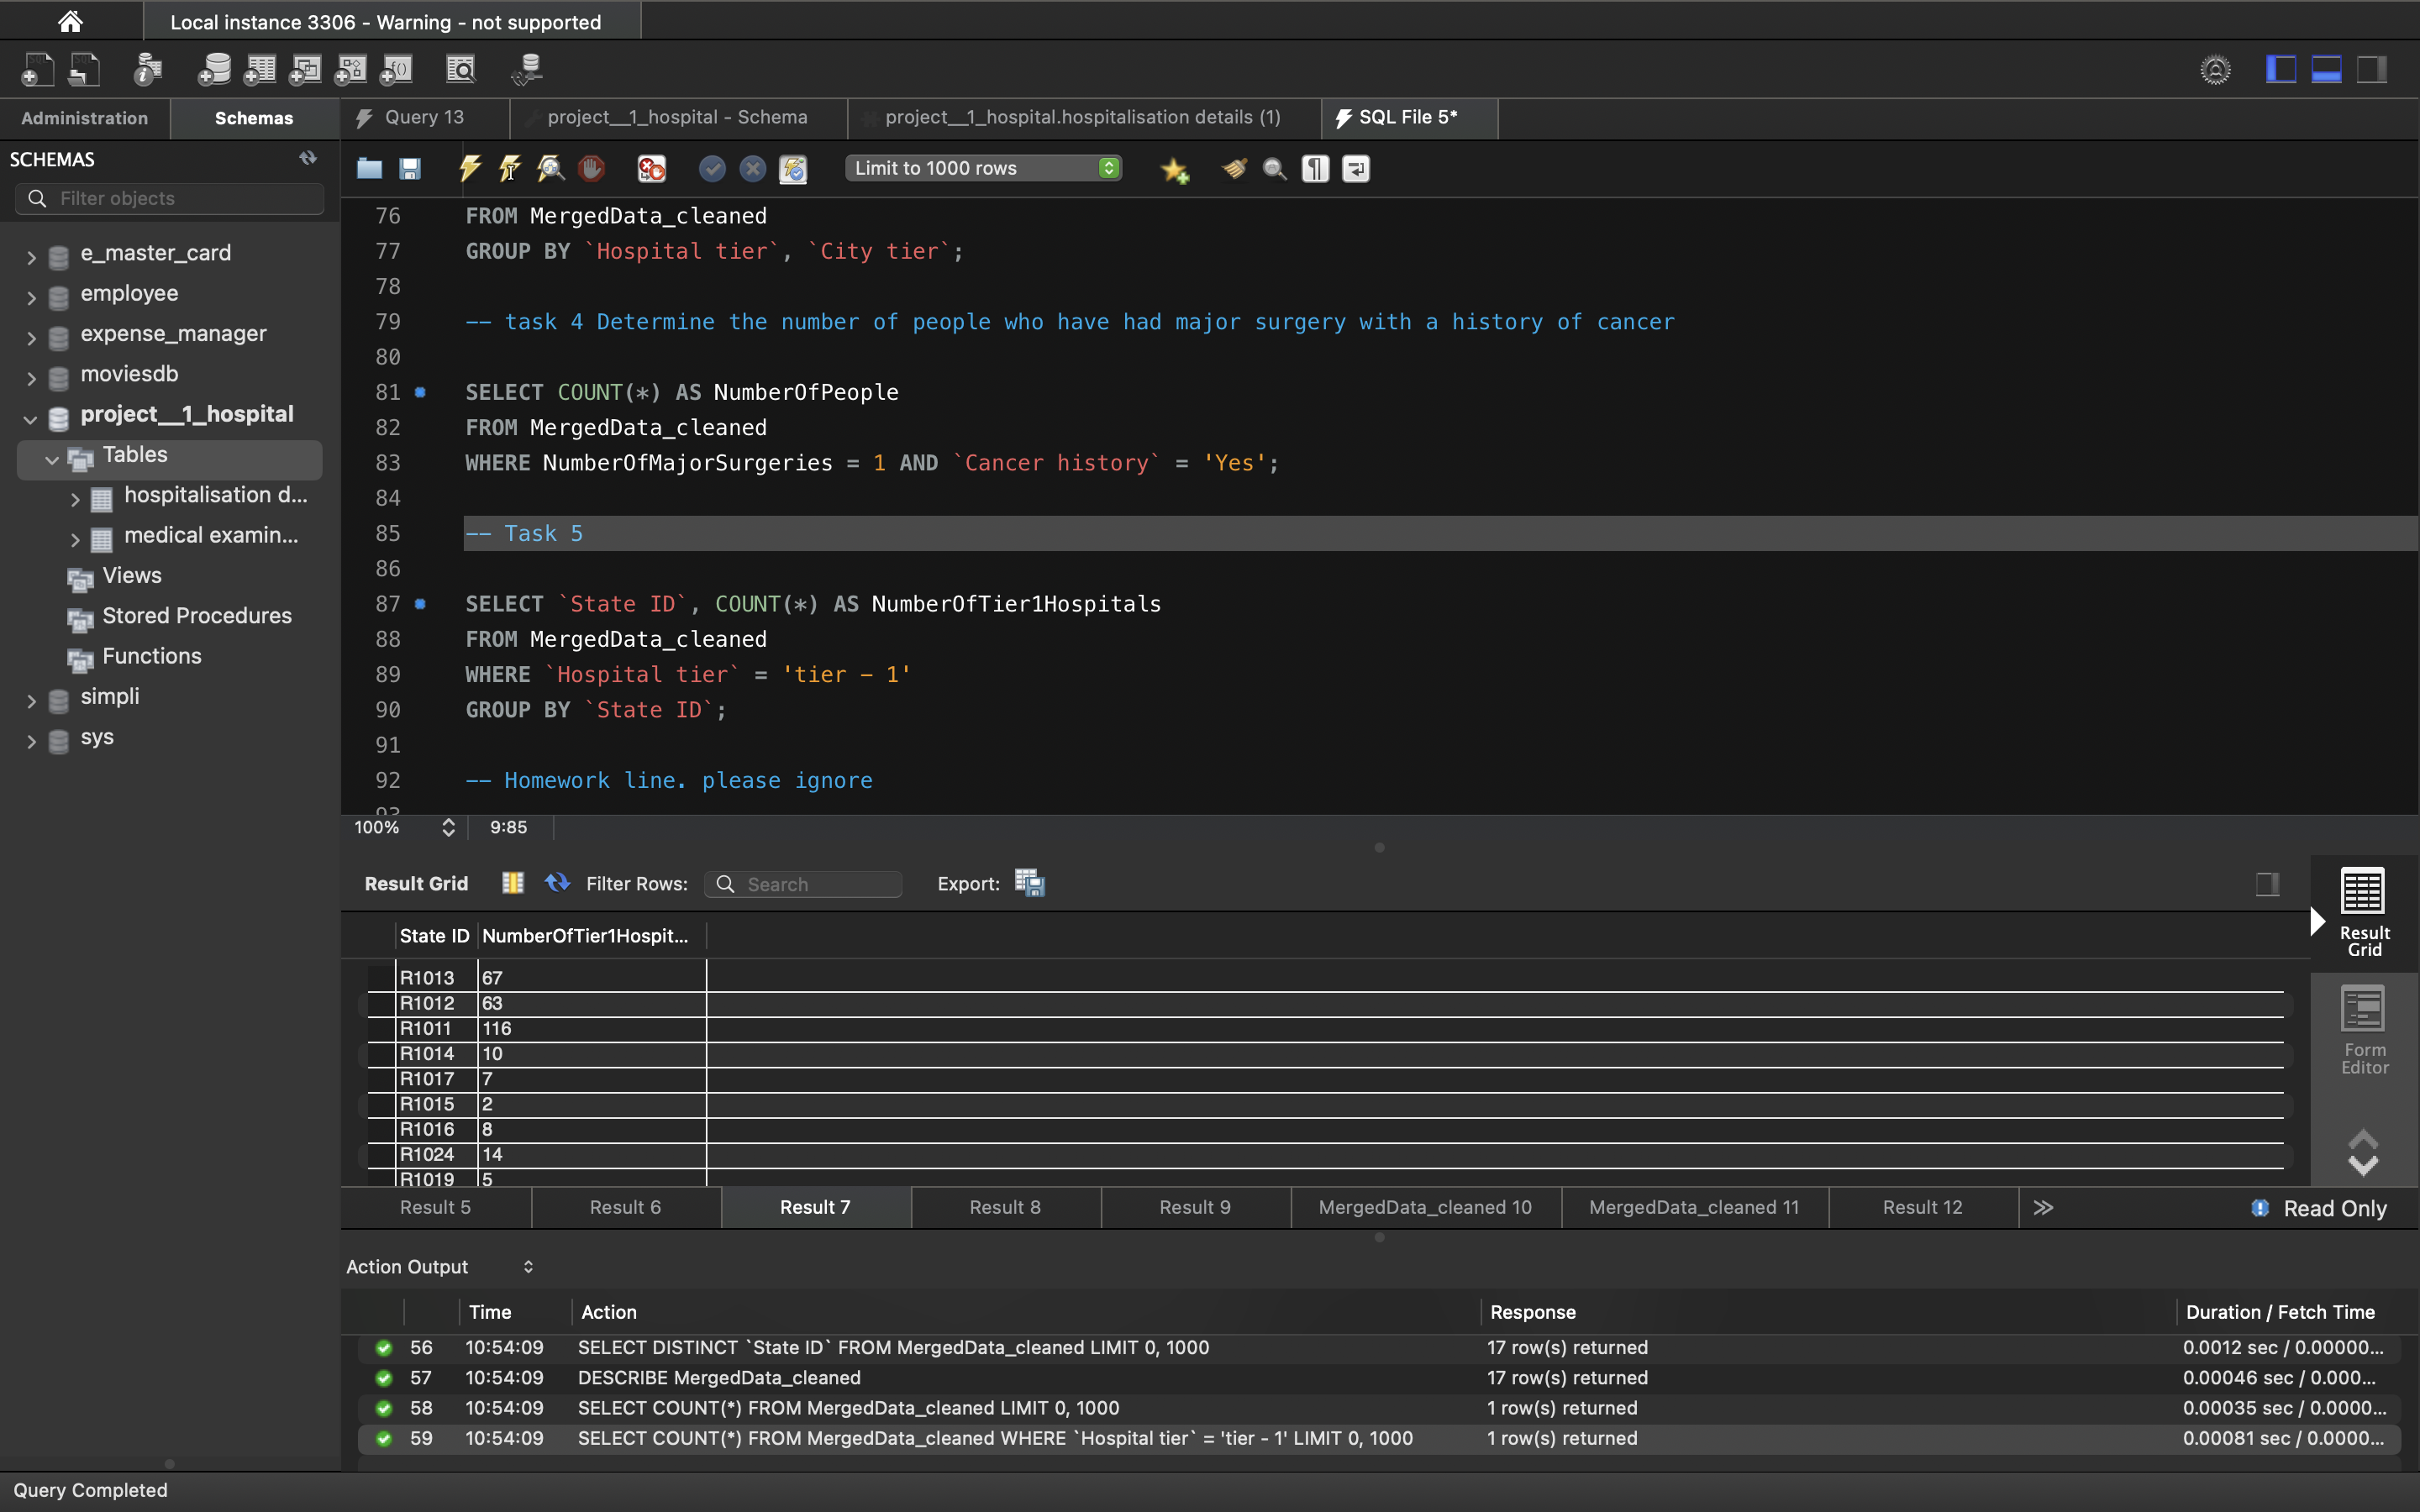 Local instance 3306 - Warning - not supported
Administration
Schemas
Query 13
project__1_hospital - Schema
project__1_hospital.hospitalisation details (1)
SQL File 5*
SCHEMAS
Filter objects
Limit to 1000 rows
e_master_card
employee
expense_manager
moviesdb
project__1_hospital
Tables
hospitalisation d...
medical examin...
Views
Stored Procedures
Functions
simpli
sys
76 FROM MergedData_cleaned
77 GROUP BY `Hospital tier`, `City tier`;
78
79 -- task 4 Determine the number of people who have had major surgery with a history of cancer
80
81 SELECT COUNT(*) AS NumberOfPeople
82 FROM MergedData_cleaned
83 WHERE NumberOfMajorSurgeries = 1 AND `Cancer history` = 'Yes';
84
85 -- Task 5
86
87 SELECT `State ID`, COUNT(*) AS NumberOfTier1Hospitals
88 FROM MergedData_cleaned
89 WHERE `Hospital tier` = 'tier - 1'
90 GROUP BY `State ID`;
91
92 -- Homework line. please ignore
93
100% 9:85
Result Grid Filter Rows: Search Export:
State ID NumberOfTier1Hospit...
R1013 67
R1012 63
R1011 116
R1014 10
R1017 7
R1015 2
R1016 8
R1024 14
R1019 5
Result
Grid
Form
Editor
Result 5 Result 6 Result 7 Result 8 Result 9 MergedData_cleaned 10 MergedData_cleaned 11 Result 12 Read Only
Action Output
Time Action Response Duration / Fetch Time
56 10:54:09 SELECT DISTINCT `State ID` FROM MergedData_cleaned LIMIT 0, 1000 17 row(s) returned 0.0012 sec / 0.00000...
57 10:54:09 DESCRIBE MergedData_cleaned 17 row(s) returned 0.00046 sec / 0.000...
58 10:54:09 SELECT COUNT(*) FROM MergedData_cleaned LIMIT 0, 1000 1 row(s) returned 0.00035 sec / 0.0000...
59 10:54:09 SELECT COUNT(*) FROM MergedData_cleaned WHERE `Hospital tier` = 'tier - 1' LIMIT 0, 1000 1 row(s) returned 0.00081 sec / 0.0000...
Query Completed